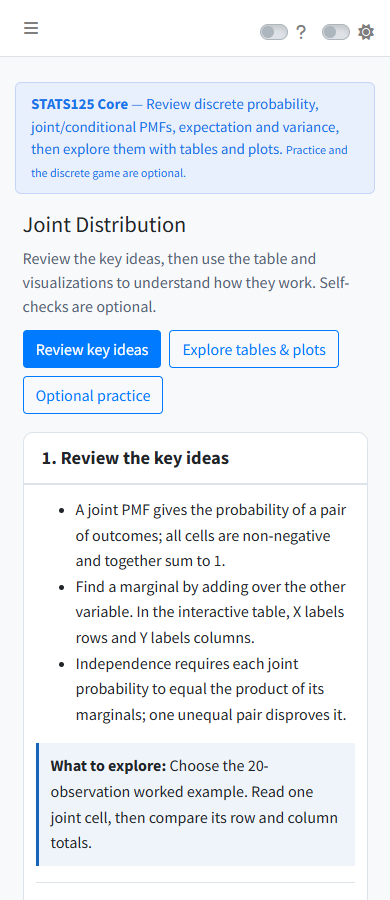 ?
STATS125 Core — Review discrete probability,
joint/conditional PMFs, expectation and variance,
then explore them with tables and plots. Practice and
the discrete game are optional.
Joint Distribution
Review the key ideas, then use the table and
visualizations to understand how they work. Self-
checks are optional.
Review key ideas
Explore tables & plots
Optional practice
1. Review the key ideas
• A joint PMF gives the probability of a pair
of outcomes; all cells are non-negative
and together sum to 1.
• Find a marginal by adding over the other
variable. In the interactive table, X labels
rows and Y labels columns.
• Independence requires each joint
probability to equal the product of its
marginals; one unequal pair disproves it.
What to explore: Choose the 20-
observation worked example. Read one
joint cell, then compare its row and column
totals.